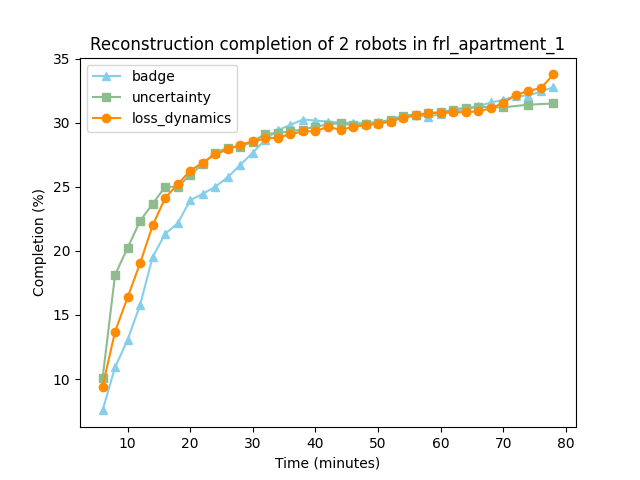 Reconstruction completion of 2 robots in frl_apartment_1
badge
uncertainty
loss_dynamics
Completion (%)
35
30
25
20
15
10
10 20 30 40 50 60 70 80
Time (minutes)